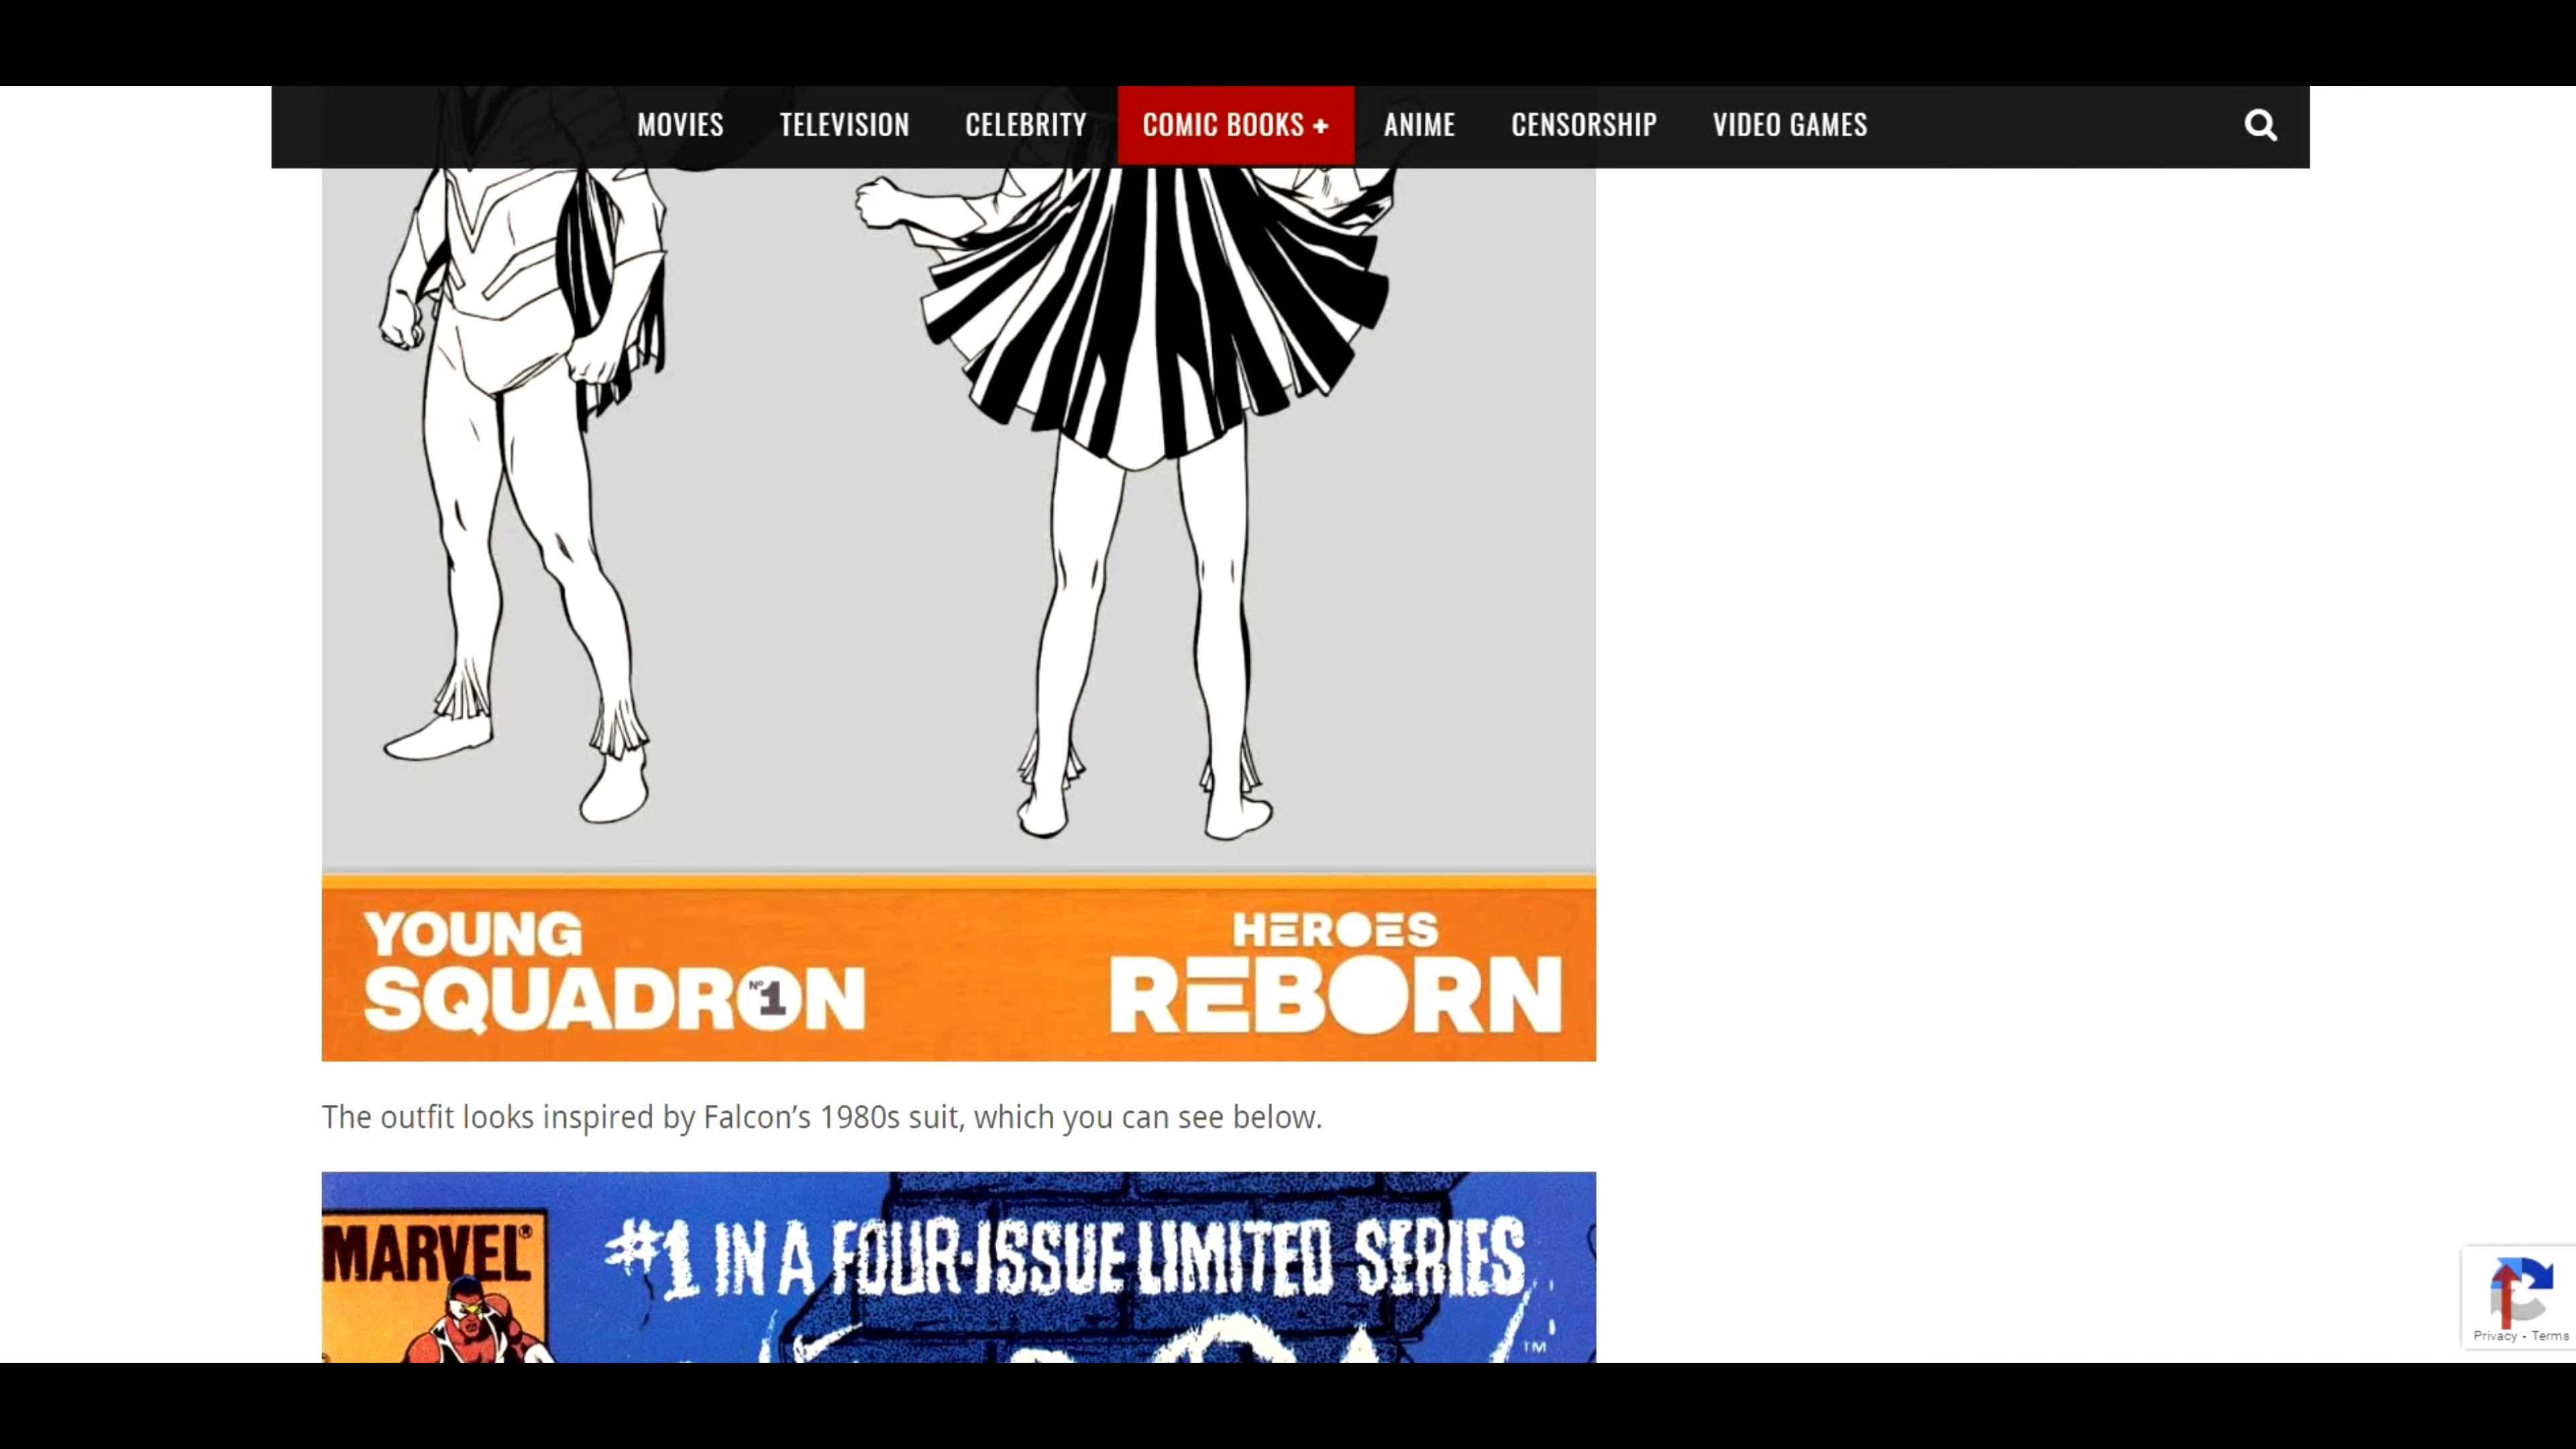 MOVIES TELEVISION CELEBRITY COMIC BOOKS + ANIME CENSORSHIP VIDEO GAMES
YOUNG
SQUADRON
Nº1
HEROES
REBORN
The outfit looks inspired by Falcon’s 1980s suit, which you can see below.
MARVEL®
#1 IN A FOUR-ISSUE LIMITED SERIES
TM
Privacy - Terms